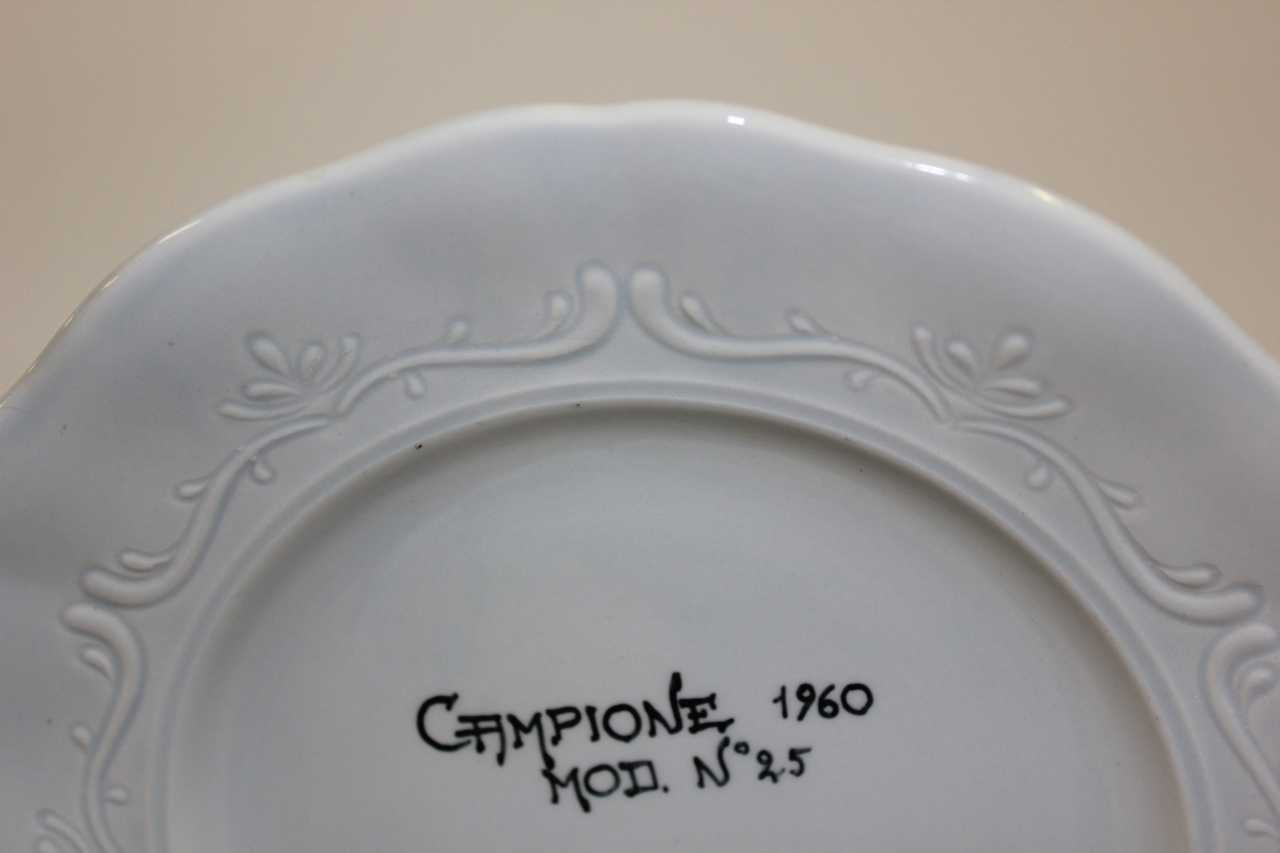 CAMPIONE 1960
MOD. N° 25